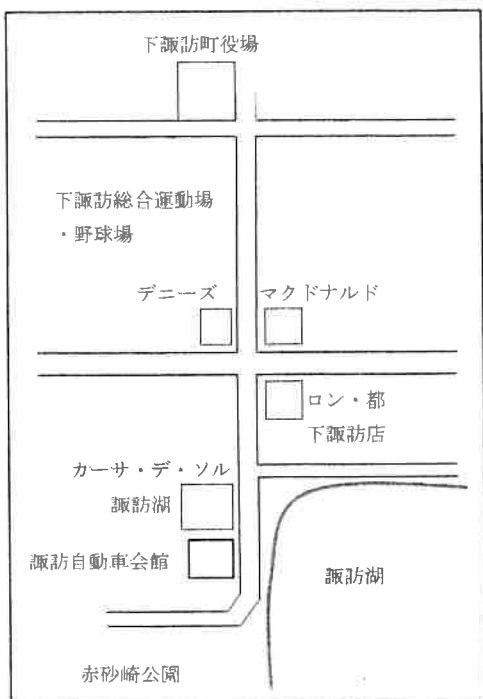 下諏訪町役場
下諏訪総合運動場
・野球場
デニーズ
マクドナルド
ロン・都
下諏訪店
カーサ・デ・ソル
諏訪湖
諏訪自動車会館
諏訪湖
赤砂崎公園